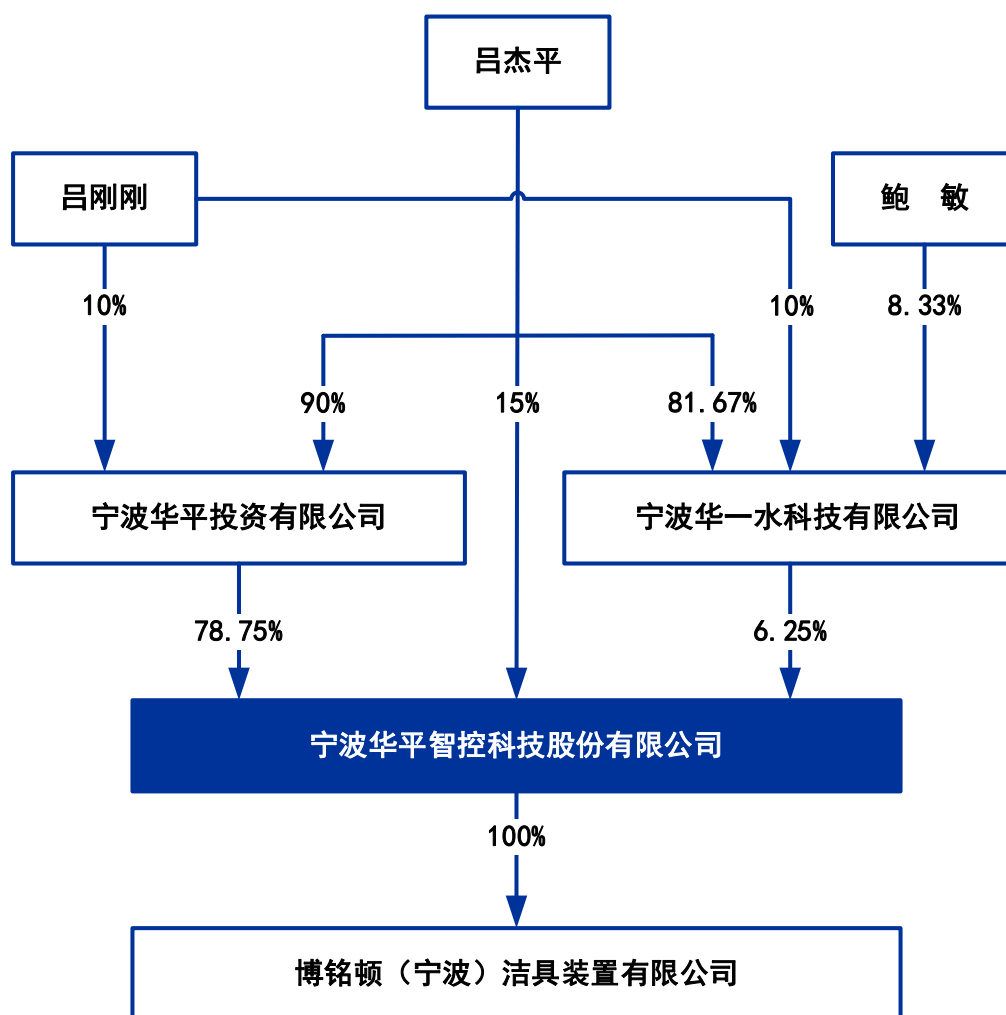 吕杰平
吕刚刚
鲍　敏
10%
10%
8.33%
90%
15%
81.67%
宁波华平投资有限公司
宁波华一水科技有限公司
78.75%
6.25%
宁波华平智控科技股份有限公司
100%
博铭顿（宁波）洁具装置有限公司